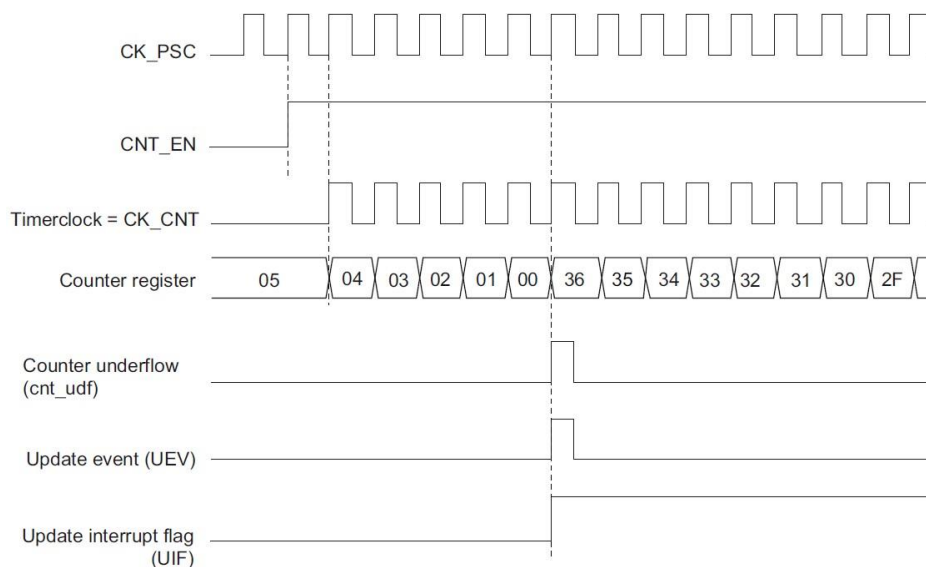 CK_PSC
CNT_EN
Timerclock = CK_CNT
Counter register 05 04 03 02 01 00 36 35 34 33 32 31 30 2F
Counter underflow
(cnt_udf)
Update event (UEV)
Update interrupt flag
(UIF)